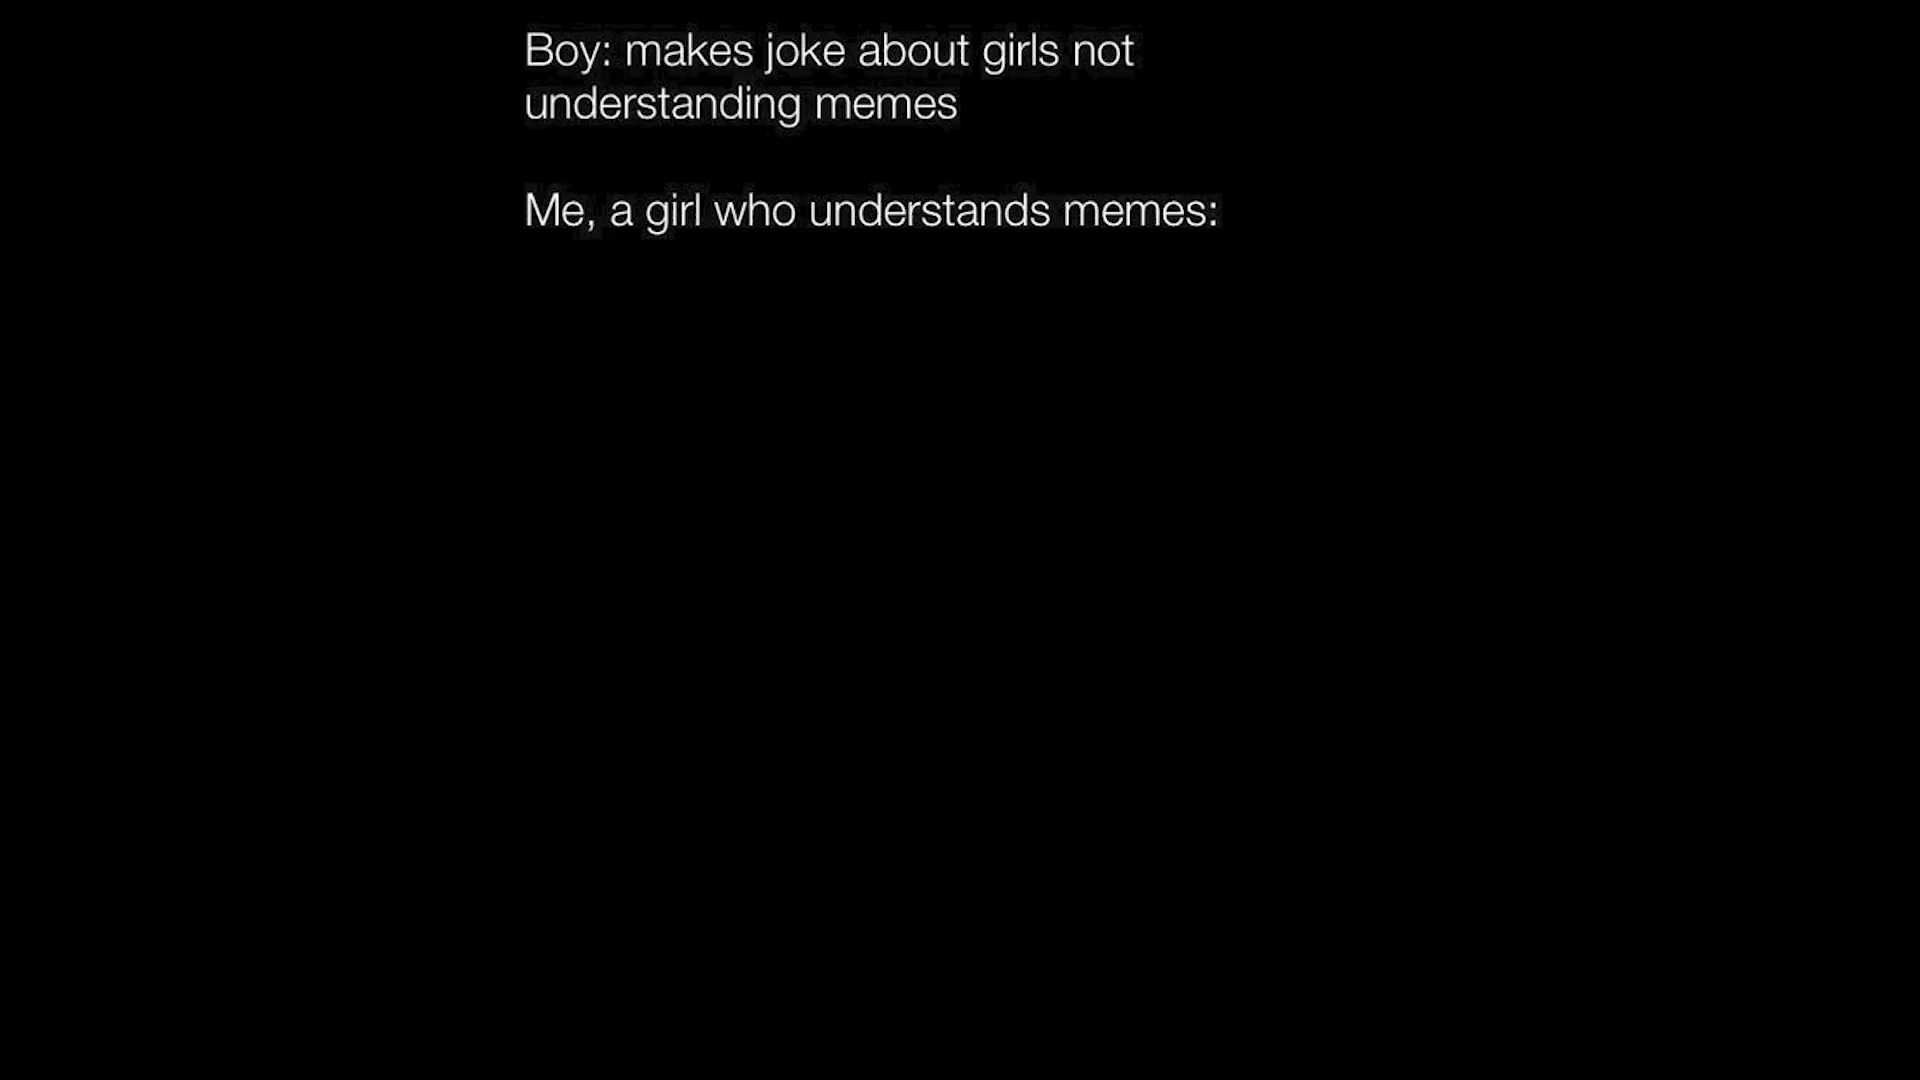 Boy: makes joke about girls not
understanding memes
Me, a girl who understands memes: